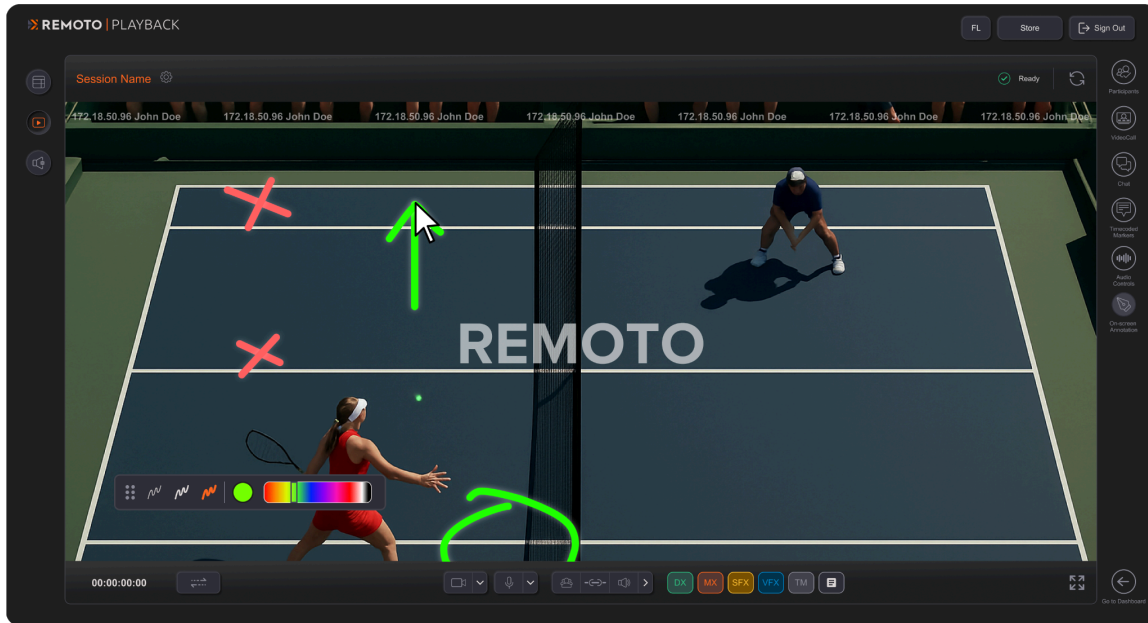 REMOTO | PLAYBACK
FL
Store
Sign Out
Session Name
Ready
Participants
172.18.50.96 John Doe 172.18.50.96 John Doe 172.18.50.96 John Doe 172.18.50.96 John Doe 172.18.50.96 John Doe 172.18.50.96 John Doe 172.18.50.96 John Doe
VideoCall
Chat
Timecoded
Markers
Audio
Controls
On-screen
Annotation
REMOTO
00:00:00:00
DX
MX
SFX
VFX
TM
Go to Dashboard